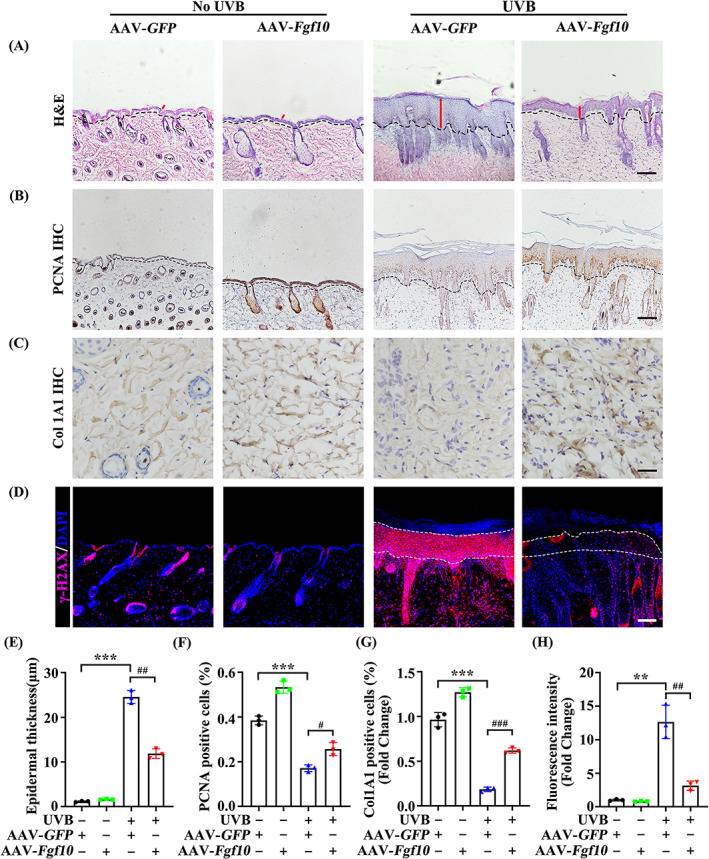 No UVB UVB
AAV-GFP AAV-Fgf10 AAV-GFP AAV-Fgf10
(A)
H&E
(B)
PCNA IHC
(C)
Col 1A1 IHC
(D)
γ-H2AX/DAPI
(E) (F) (G) (H)
Epidermal thickness(μm)
30
20
10
0
*** ##
PCNA positive cells (%)
0.6
0.4
0.2
0.0
*** #
Col1A1 positive cells (%)
(Fold Change)
1.5
1.0
0.5
0.0
*** ###
Fluorescence intensity
(Fold Change)
20
15
10
5
0
** ##
UVB − − + + UVB − − + + UVB − − + + UVB − − + +
AAV-GFP + − + − AAV-GFP + − + − AAV-GFP + − + − AAV-GFP + − + −
AAV-Fgf10 − + − + AAV-Fgf10 − + − + AAV-Fgf10 − + − + AAV-Fgf10 − + − +